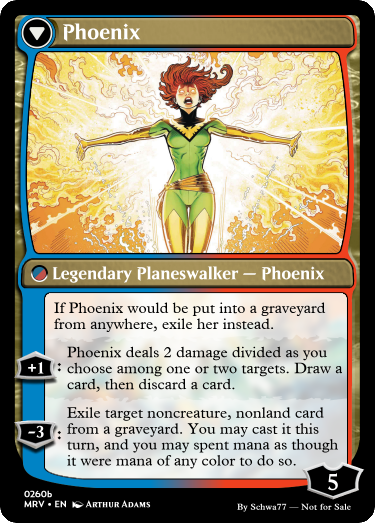 Phoenix
Legendary Planeswalker — Phoenix
If Phoenix would be put into a graveyard
from anywhere, exile her instead.
+1: Phoenix deals 2 damage divided as you
choose among one or two targets. Draw a
card, then discard a card.
-3: Exile target noncreature, nonland card
from a graveyard. You may cast it this
turn, and you may spend mana as though
it were mana of any color to do so.
5
0260b
MRV • EN Arthur Adams
By Schwa77 — Not for Sale